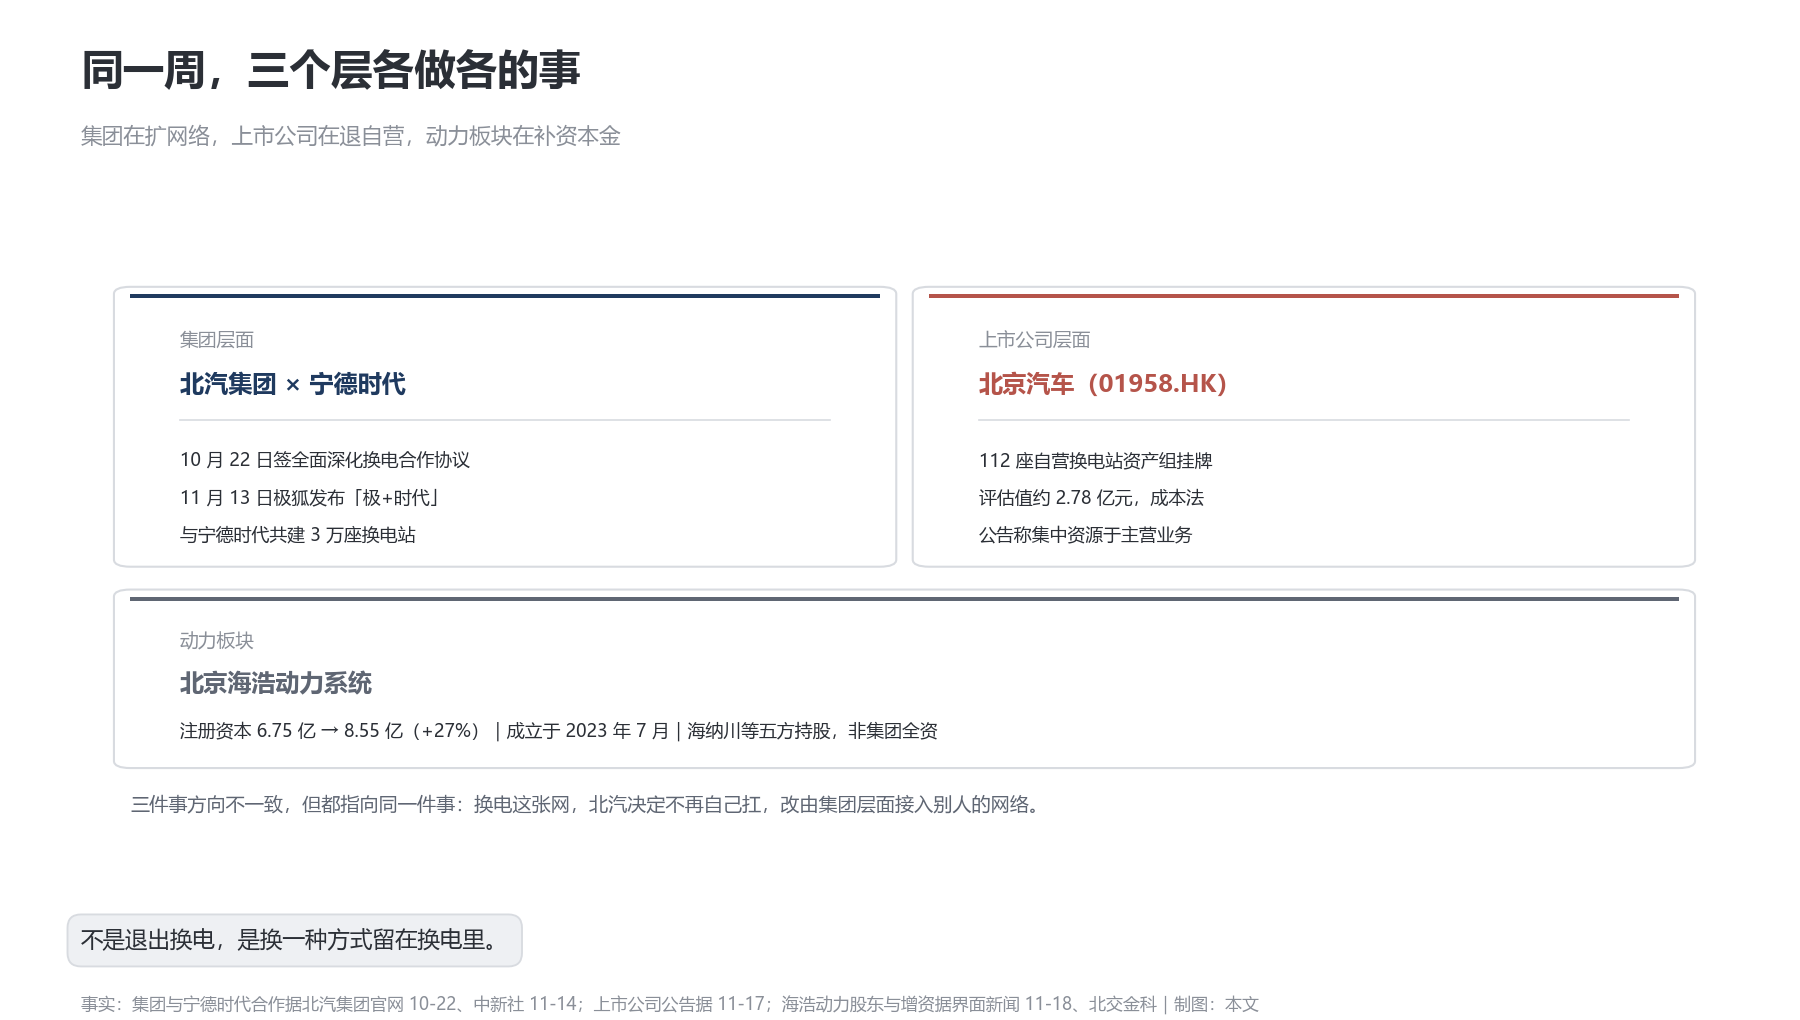 同一周，三个层各做各的事
集团在扩网络，上市公司在退自营，动力板块在补资本金
集团层面
北汽集团 × 宁德时代
10 月 22 日签全面深化换电合作协议
11 月 13 日极狐发布「极+时代」
与宁德时代共建 3 万座换电站
上市公司层面
北京汽车（01958.HK）
112 座自营换电站资产组挂牌
评估值约 2.78 亿元，成本法
公告称集中资源于主营业务
动力板块
北京海浩动力系统
注册资本 6.75 亿 → 8.55 亿（+27%） | 成立于 2023 年 7 月 | 海纳川等五方持股，非集团全资
三件事方向不一致，但都指向同一件事：换电这张网，北汽决定不再自己扛，改由集团层面接入别人的网络。
不是退出换电，是换一种方式留在换电里。
事实：集团与宁德时代合作据北汽集团官网 10-22、中新社 11-14；上市公司公告据 11-17；海浩动力股东与增资据界面新闻 11-18、北交金科 | 制图：本文